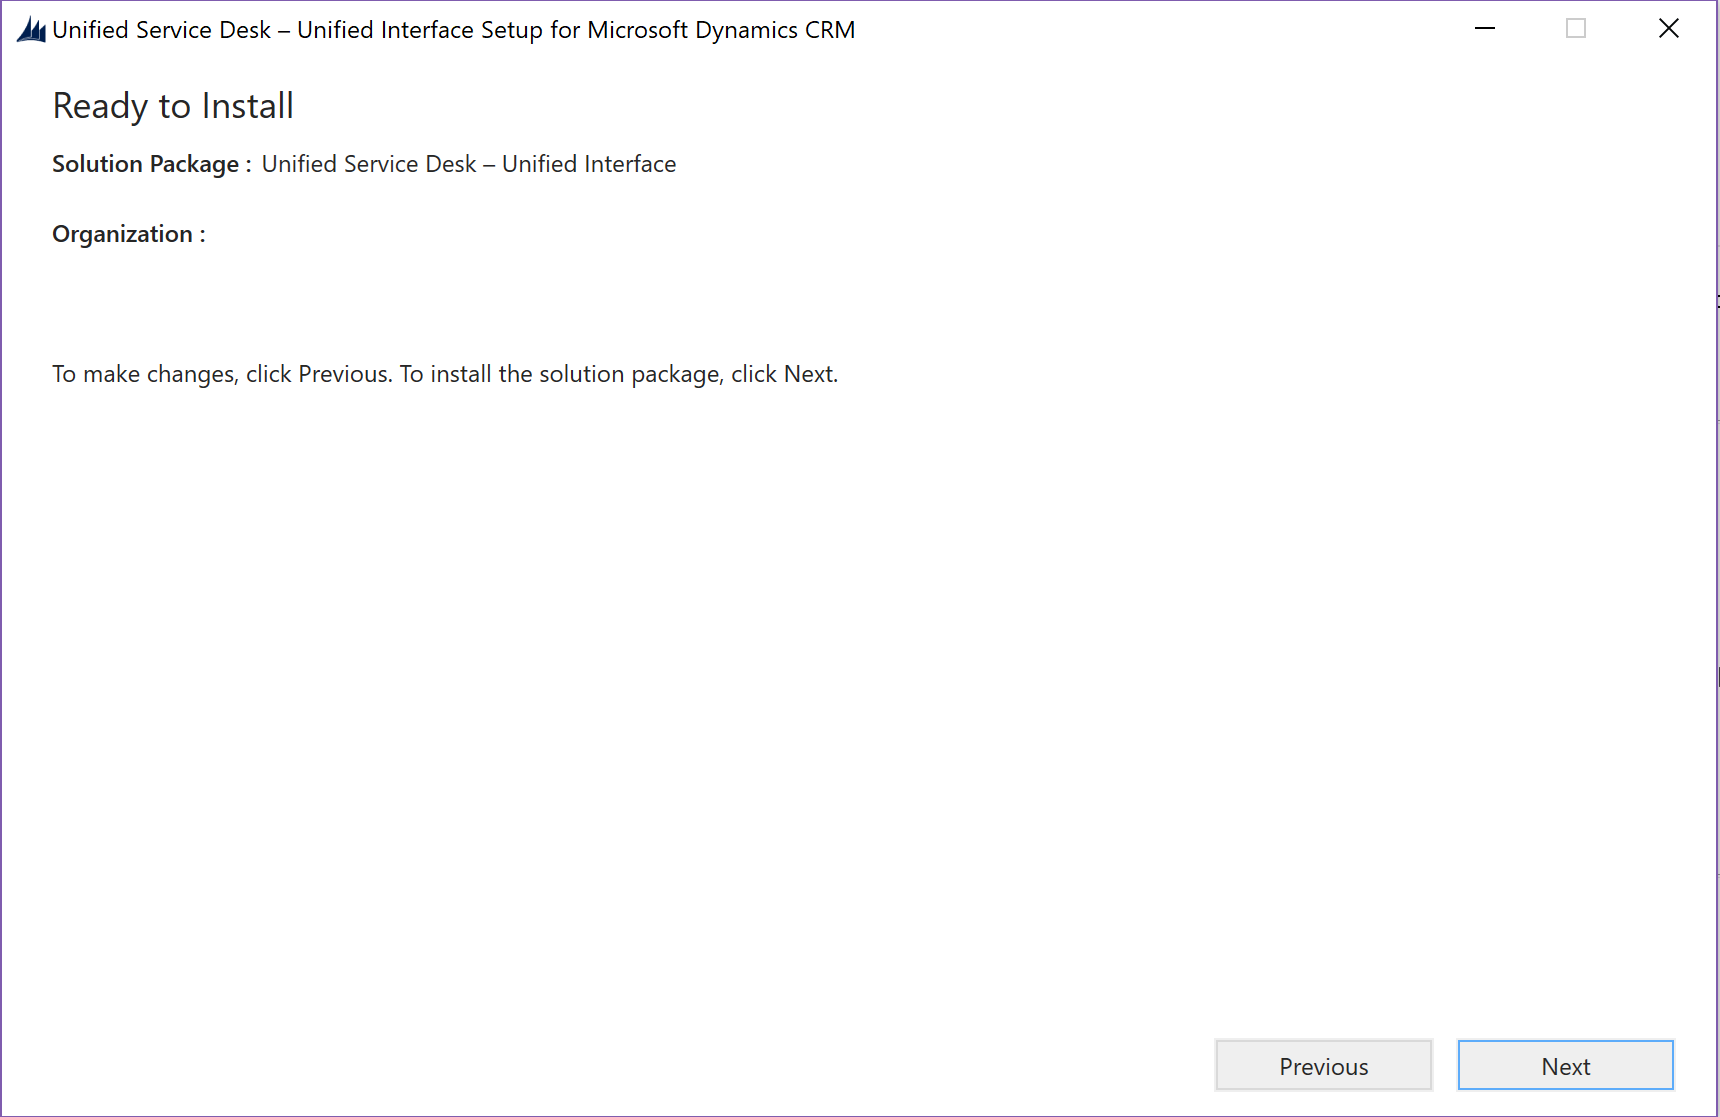 Unified Service Desk – Unified Interface Setup for Microsoft Dynamics CRM
Ready to Install
Solution Package : Unified Service Desk – Unified Interface
Organization :
To make changes, click Previous. To install the solution package, click Next.
Previous
Next